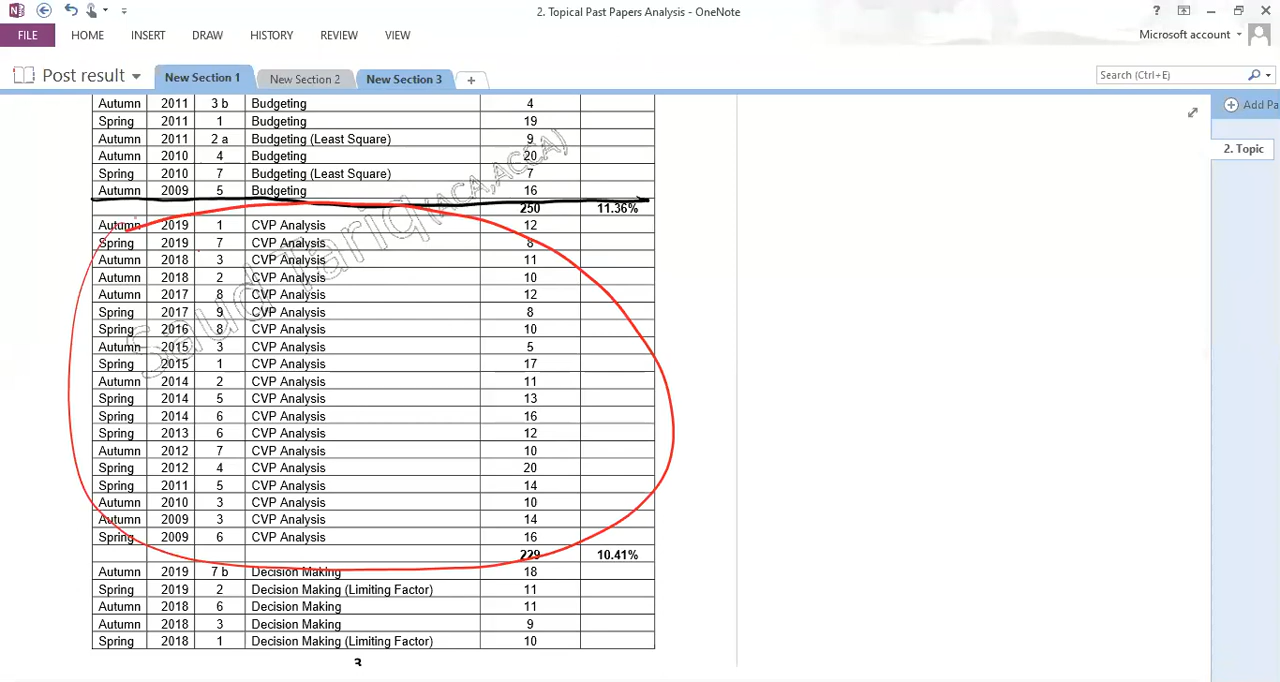 2. Topical Past Papers Analysis - OneNote
?
FILE HOME INSERT DRAW HISTORY REVIEW VIEW
Microsoft account
Post result New Section 1 New Section 2 New Section 3 +
Search (Ctrl+E)
Add Pa
2. Topic
Autumn 2011 3 b Budgeting 4
Spring 2011 1 Budgeting 19
Autumn 2011 2 a Budgeting (Least Square) 9
Autumn 2010 4 Budgeting 20
Spring 2010 7 Budgeting (Least Square) 7
Autumn 2009 5 Budgeting 16
250 11.36%
Autumn 2019 1 CVP Analysis 12
Spring 2019 7 CVP Analysis 8
Autumn 2018 3 CVP Analysis 11
Autumn 2018 2 CVP Analysis 10
Autumn 2017 8 CVP Analysis 12
Spring 2017 9 CVP Analysis 8
Spring 2016 8 CVP Analysis 10
Autumn 2015 3 CVP Analysis 5
Spring 2015 1 CVP Analysis 17
Autumn 2014 2 CVP Analysis 11
Spring 2014 5 CVP Analysis 13
Spring 2014 6 CVP Analysis 16
Spring 2013 6 CVP Analysis 12
Autumn 2012 7 CVP Analysis 10
Spring 2012 4 CVP Analysis 20
Spring 2011 5 CVP Analysis 14
Autumn 2010 3 CVP Analysis 10
Autumn 2009 3 CVP Analysis 14
Spring 2009 6 CVP Analysis 16
229 10.41%
Autumn 2019 7 b Decision Making 18
Spring 2019 2 Decision Making (Limiting Factor) 11
Autumn 2018 6 Decision Making 11
Autumn 2018 3 Decision Making 9
Spring 2018 1 Decision Making (Limiting Factor) 10
3
Saud Tariq (ACA,ACCA)